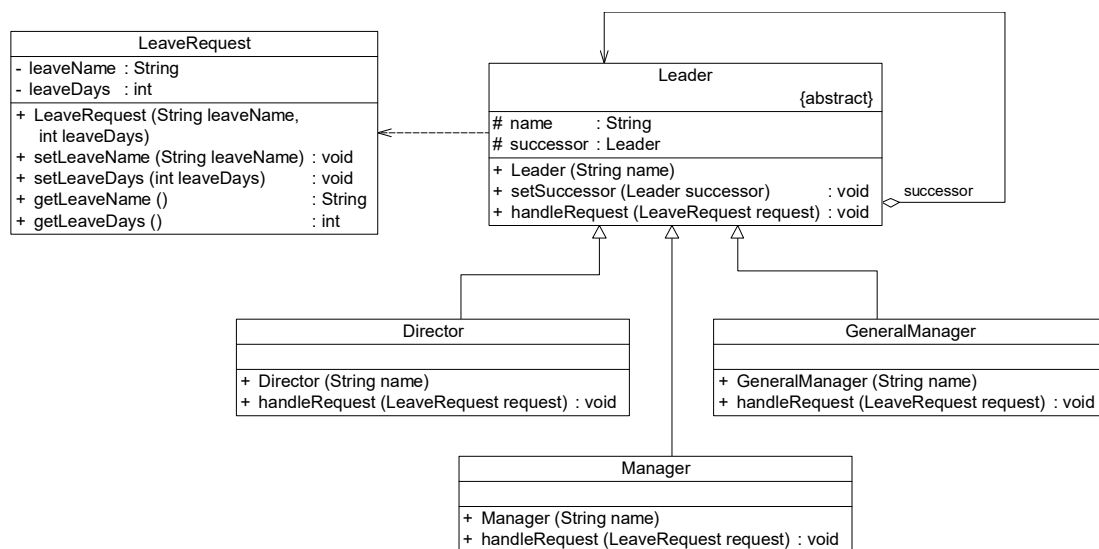 LeaveRequest
- leaveName : String
- leaveDays : int
+ LeaveRequest (String leaveName,
int leaveDays)
+ setLeaveName (String leaveName) : void
+ setLeaveDays (int leaveDays) : void
+ getLeaveName () : String
+ getLeaveDays () : int
Leader
{abstract}
# name : String
# successor : Leader
+ Leader (String name)
+ setSuccessor (Leader successor) : void
+ handleRequest (LeaveRequest request) : void
successor
Director
+ Director (String name)
+ handleRequest (LeaveRequest request) : void
GeneralManager
+ GeneralManager (String name)
+ handleRequest (LeaveRequest request) : void
Manager
+ Manager (String name)
+ handleRequest (LeaveRequest request) : void